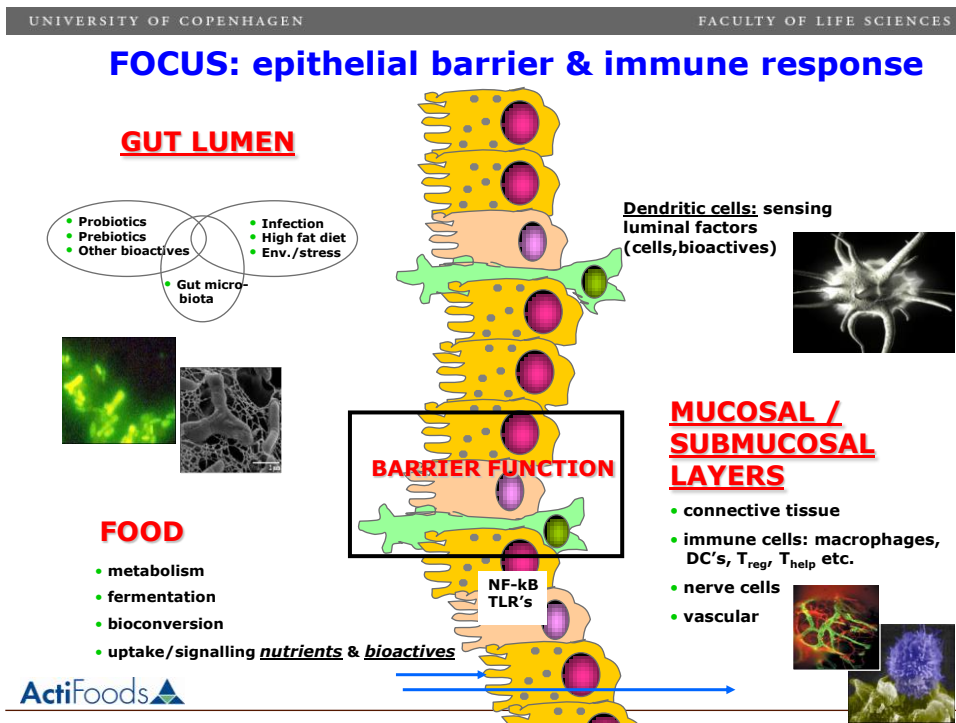 UNIVERSITY OF COPENHAGEN
FACULTY OF LIFE SCIENCES
FOCUS: epithelial barrier & immune response
GUT LUMEN
• Probiotics
• Prebiotics
• Other bioactives
• Infection
• High fat diet
• Env./stress
• Gut micro-
biota
Dendritic cells: sensing
luminal factors
(cells,bioactives)
1µm
BARRIER FUNCTION
MUCOSAL /
SUBMUCOSAL
LAYERS
• connective tissue
• immune cells: macrophages,
DC’s, Treg, Thelp etc.
• nerve cells
• vascular
FOOD
• metabolism
• fermentation
• bioconversion
• uptake/signalling nutrients & bioactives
NF-kB
TLR’s
ActiFoods